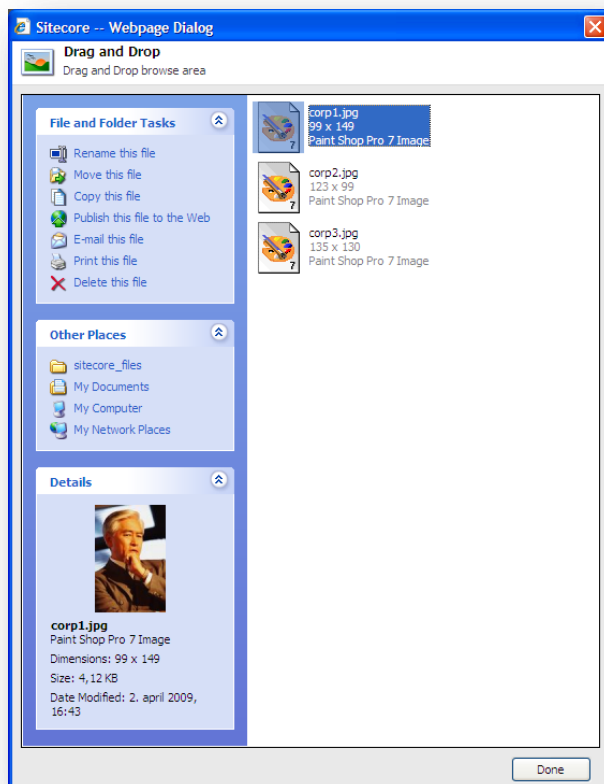 Sitecore -- Webpage Dialog
Drag and Drop
Drag and Drop browse area
File and Folder Tasks
Rename this file
Move this file
Copy this file
Publish this file to the Web
E-mail this file
Print this file
Delete this file
Other Places
sitecore_files
My Documents
My Computer
My Network Places
Details
corp1.jpg
Paint Shop Pro 7 Image
Dimensions: 99 x 149
Size: 4,12 KB
Date Modified: 2. april 2009,
16:43
7
corp1.jpg
99 x 149
Paint Shop Pro 7 Image
7
corp2.jpg
123 x 99
Paint Shop Pro 7 Image
7
corp3.jpg
135 x 130
Paint Shop Pro 7 Image
Done